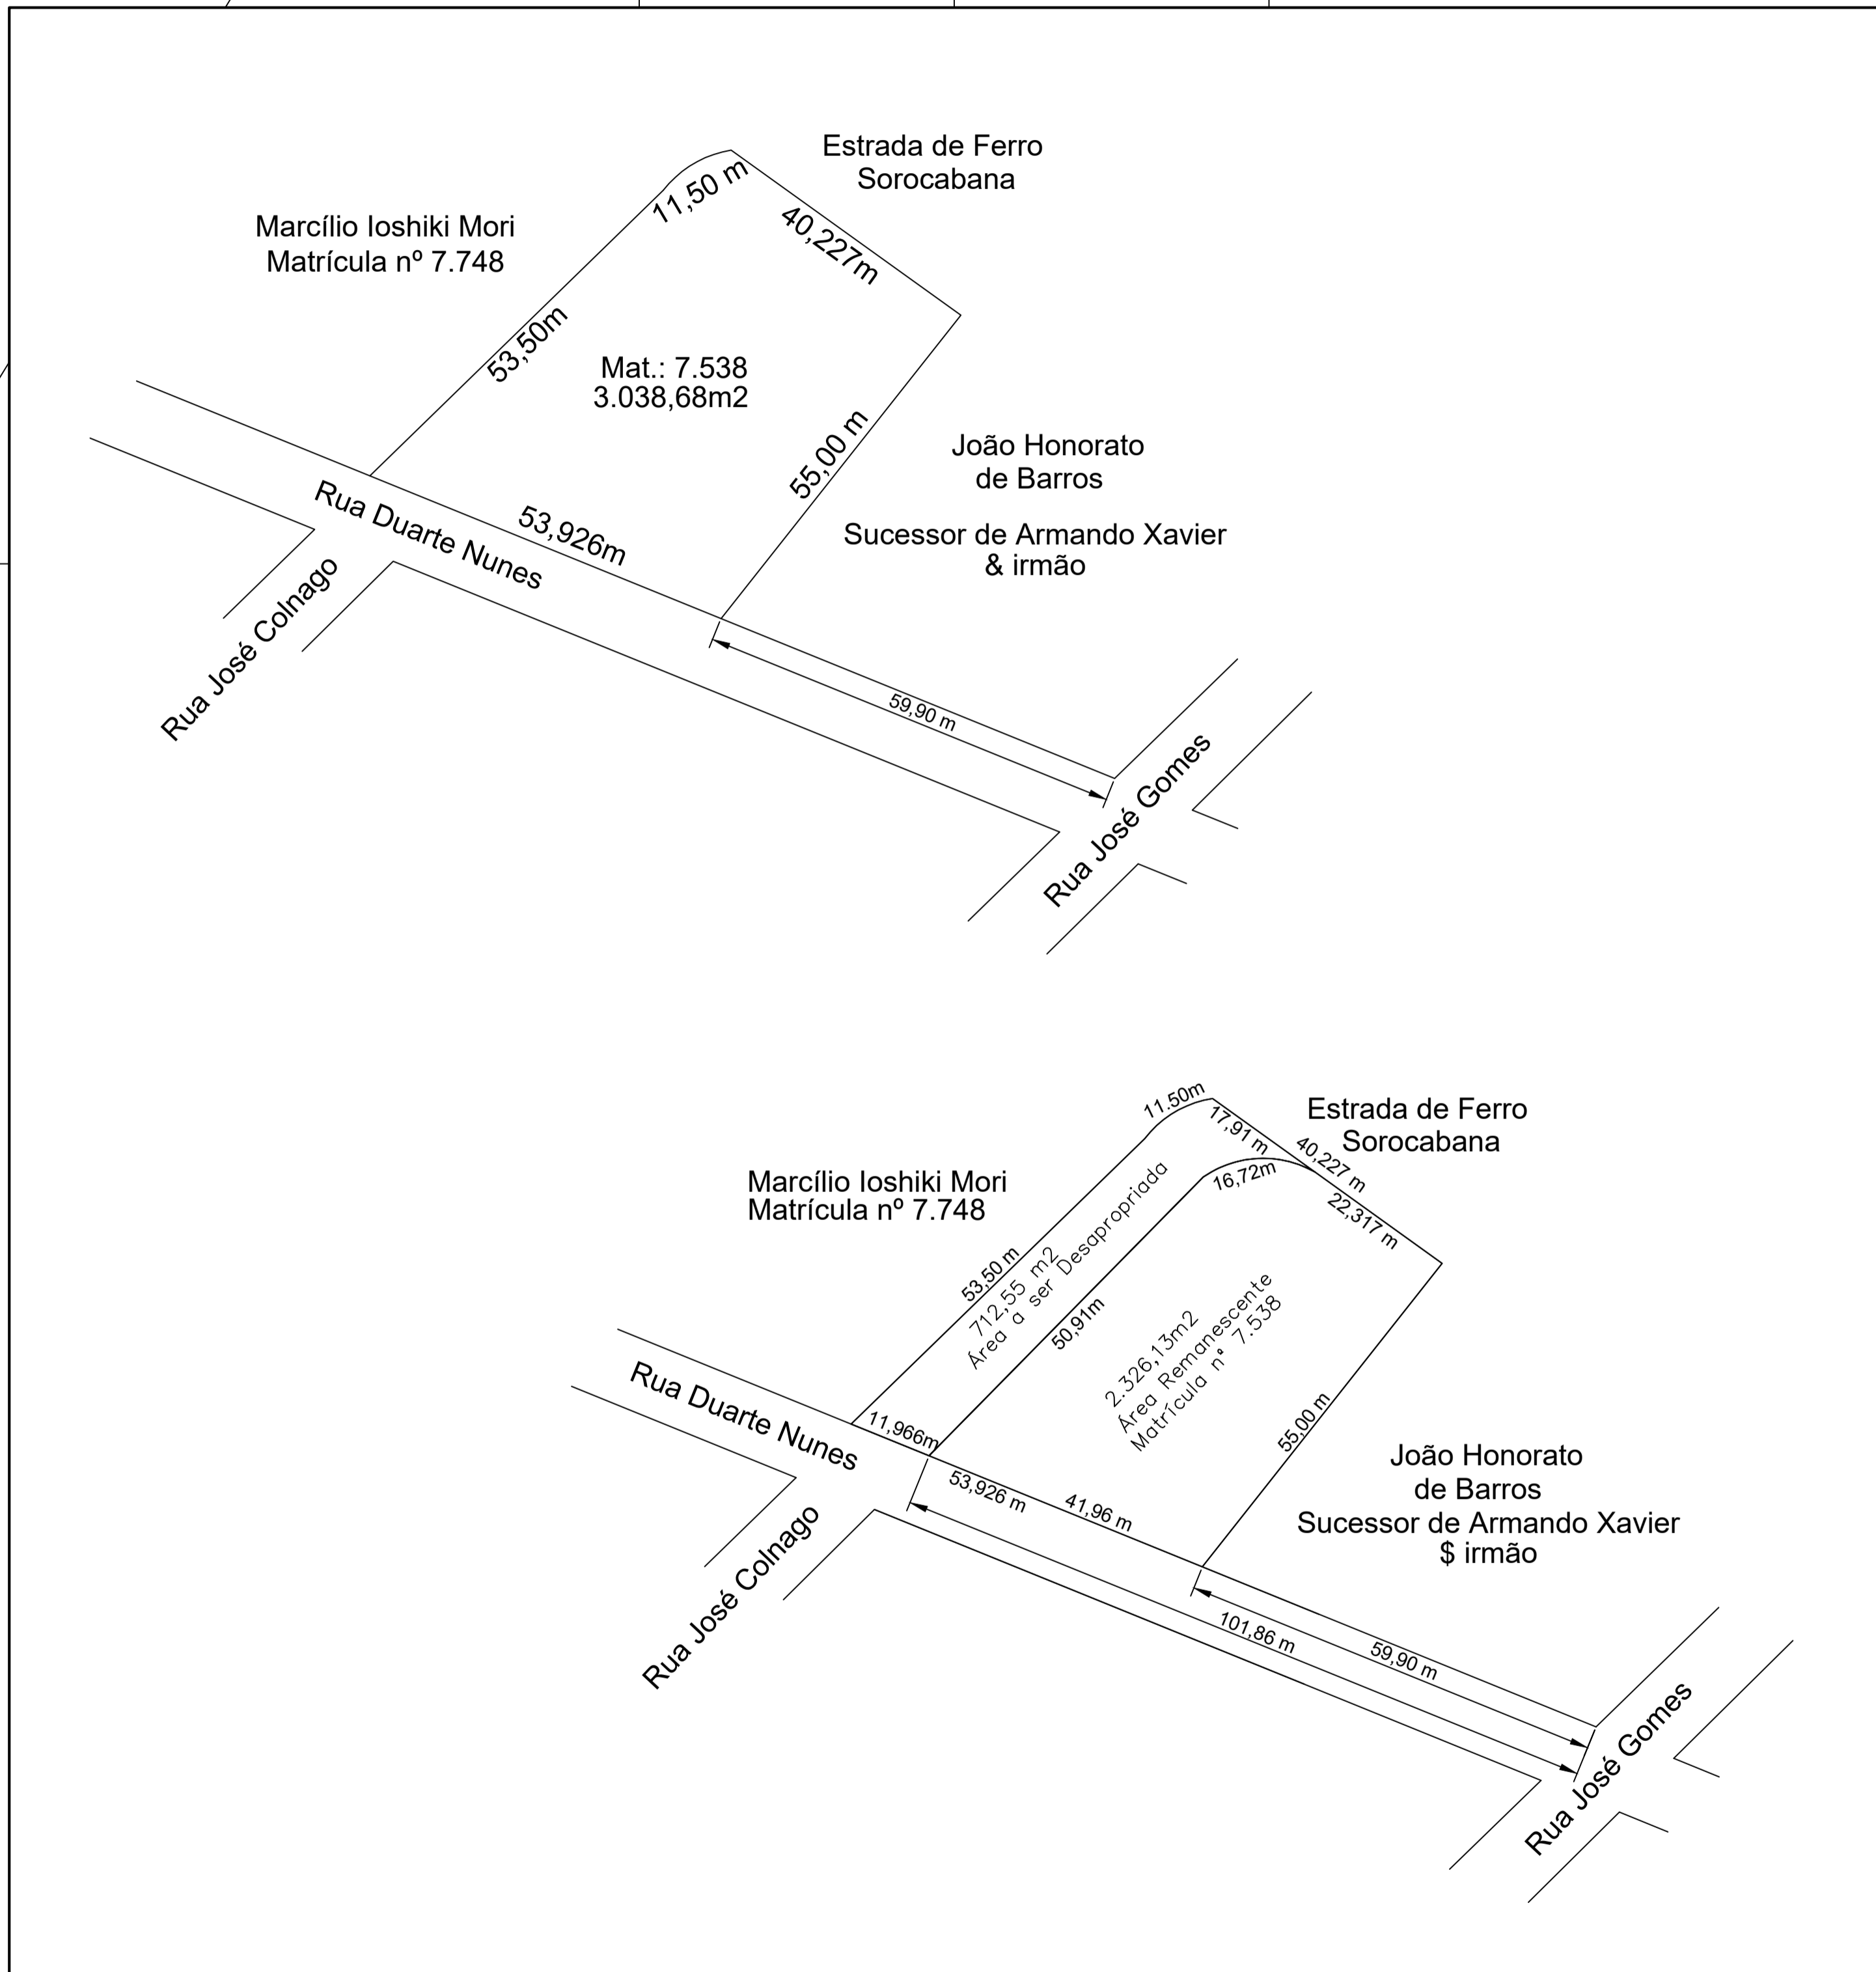 Estrada de Ferro
Sorocabana
11,50 m
40,227m
Marcílio Ioshiki Mori
Matrícula nº 7.748
53,50m
Mat.: 7.538
3.038,68m2
55,00 m
João Honorato
de Barros
Sucessor de Armando Xavier
& irmão
Rua Duarte Nunes
53,926m
Rua José Colnago
59,90 m
Rua José Gomes
11.50m
17,91 m
Estrada de Ferro
Sorocabana
40,227 m
16,72m
22,317 m
Marcílio Ioshiki Mori
Matrícula nº 7.748
53,50 m
712,55 m2
Área a ser Desapropriada
50,91m
2.326,13m2
Área Remanescente
Matrícula n° 7.538
55,00 m
Rua Duarte Nunes
11,966m
53,926 m
41,96 m
João Honorato
de Barros
Sucessor de Armando Xavier
$ irmão
Rua José Colnago
101,86 m
59,90 m
Rua José Gomes